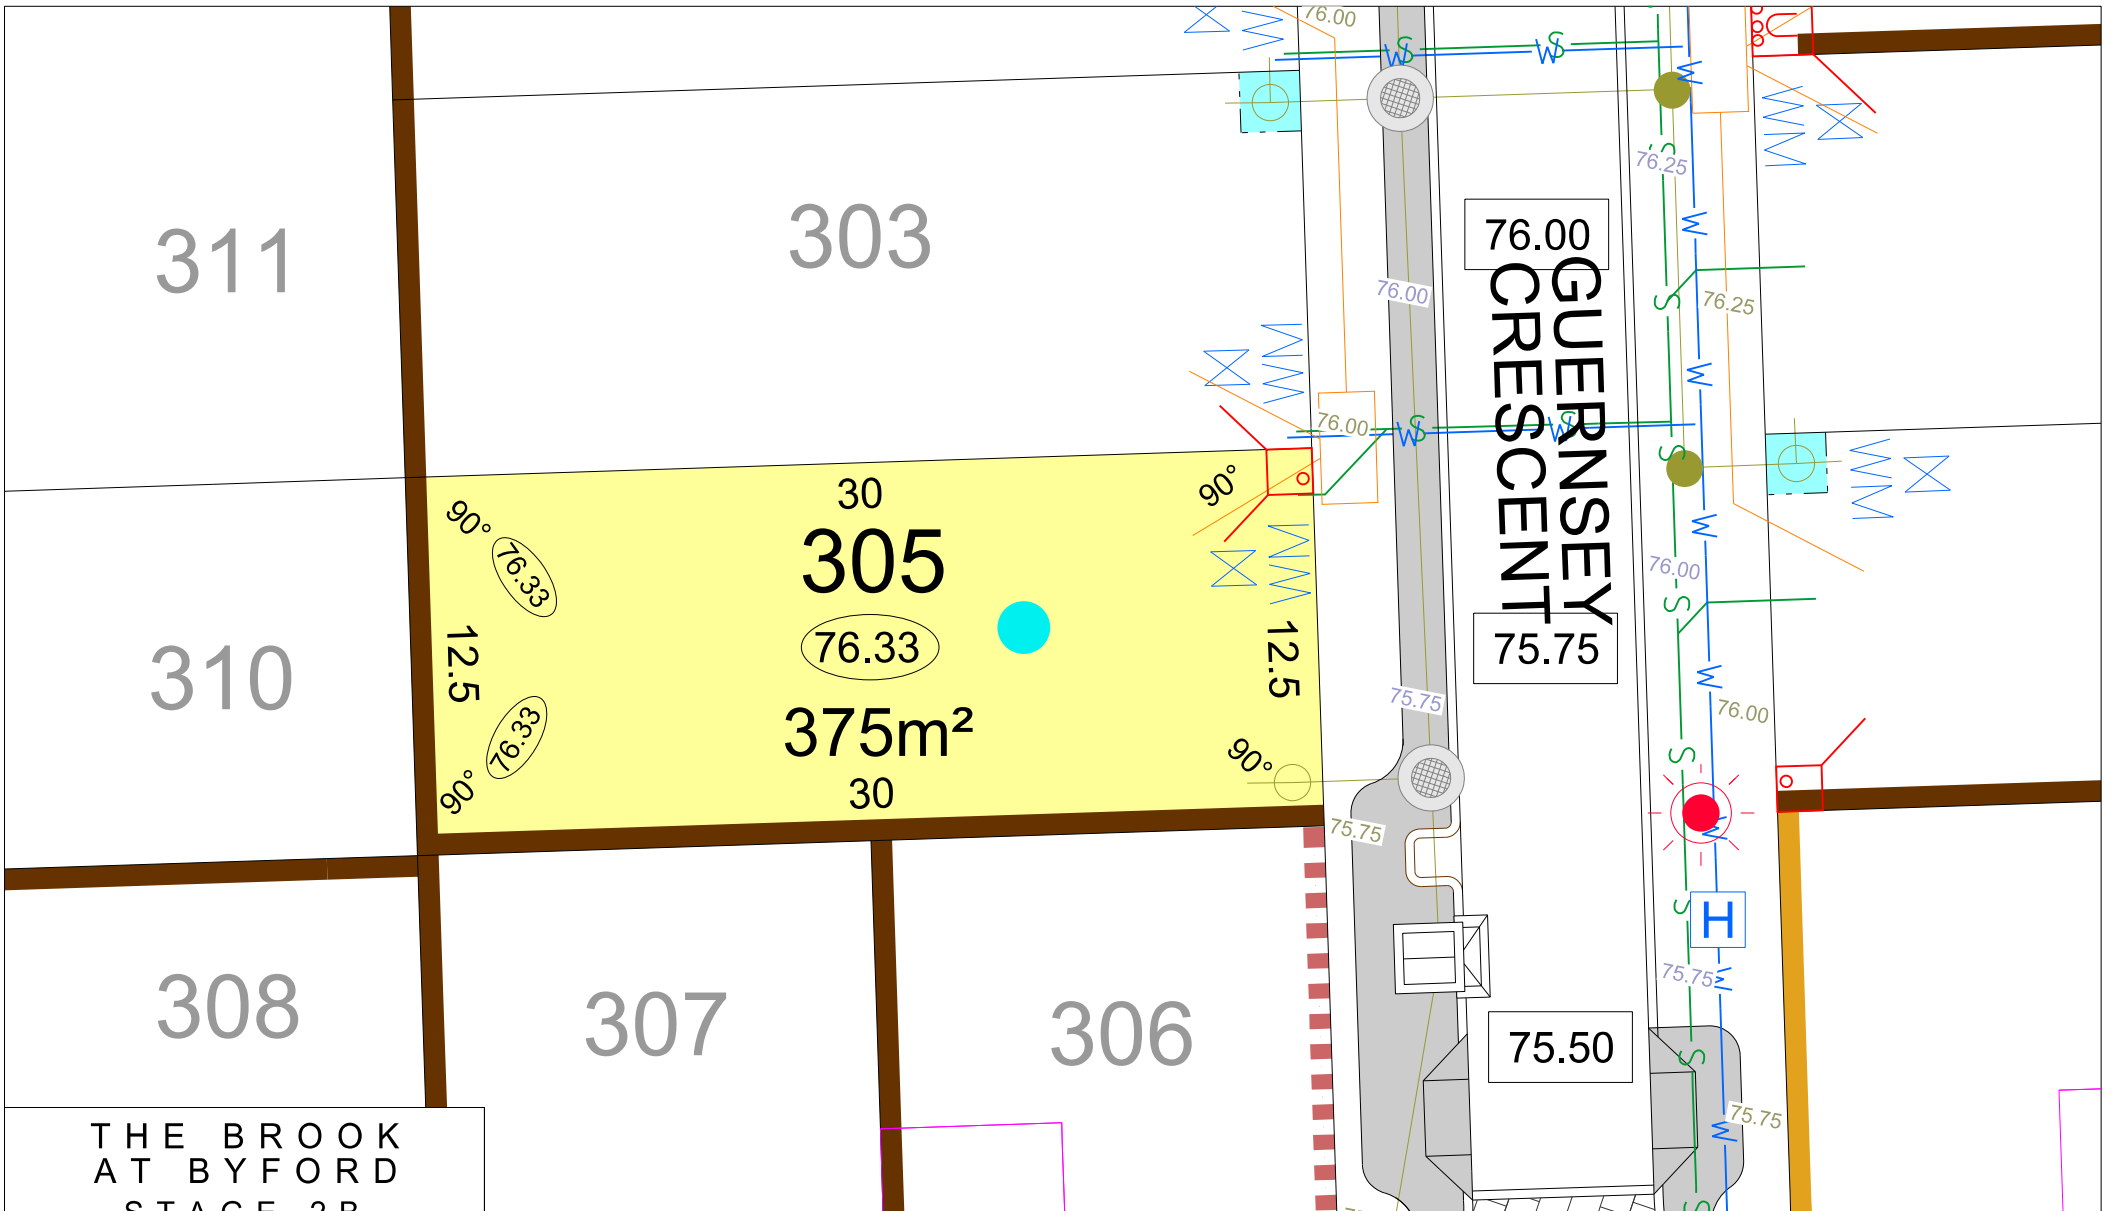 76.00
S
W
S
W
W
76.25
S
303
311
76.00
W
GUERNSEY
CRESCENT
76.00
S
76.25
W
76.00
S
W
S
W
S
30
90°
90°
305
76.33
W
76.00
S
12.5
76.33
12.5
310
75.75
W
75.75
76.00
375m²
76.33
90°
90°
30
S
75.75
W
S
H
75.75
W
308
307
306
75.50
S
75.75
W
THE BROOK
AT BYFORD
STAGE 2B
S